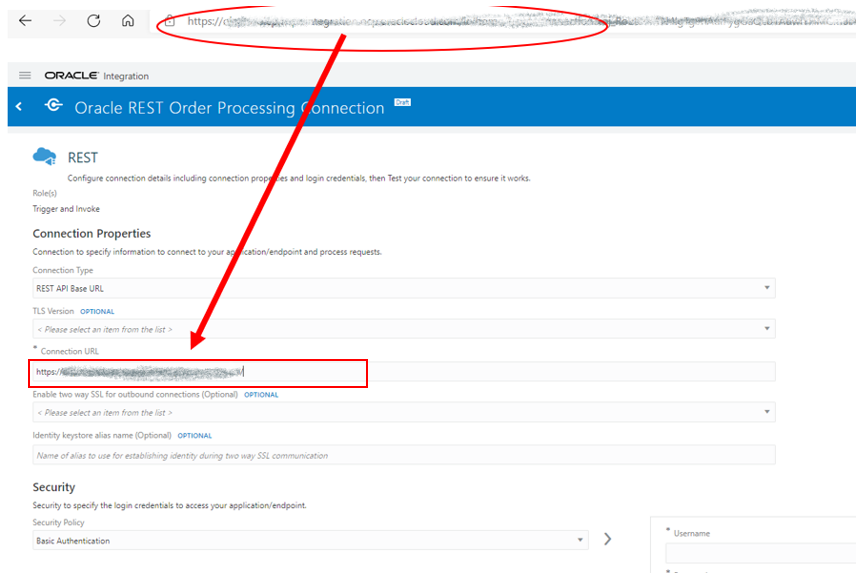 https://
ORACLE Integration
Oracle REST Order Processing Connection Draft
REST
Configure connection details including connection properties and login credentials, then Test your connection to ensure it works.
Role(s)
Trigger and Invoke
Connection Properties
Connection to specify information to connect to your application/endpoint and process requests.
Connection Type
REST API Base URL
TLS Version OPTIONAL
< Please select an item from the list >
* Connection URL
https://
Enable two way SSL for outbound connections (Optional) OPTIONAL
< Please select an item from the list >
Identity keystore alias name (Optional) OPTIONAL
Name of alias to use for establishing identity during two way SSL communication
Security
Security to specify the login credentials to access your application/endpoint.
Security Policy
Basic Authentication
* Username
*